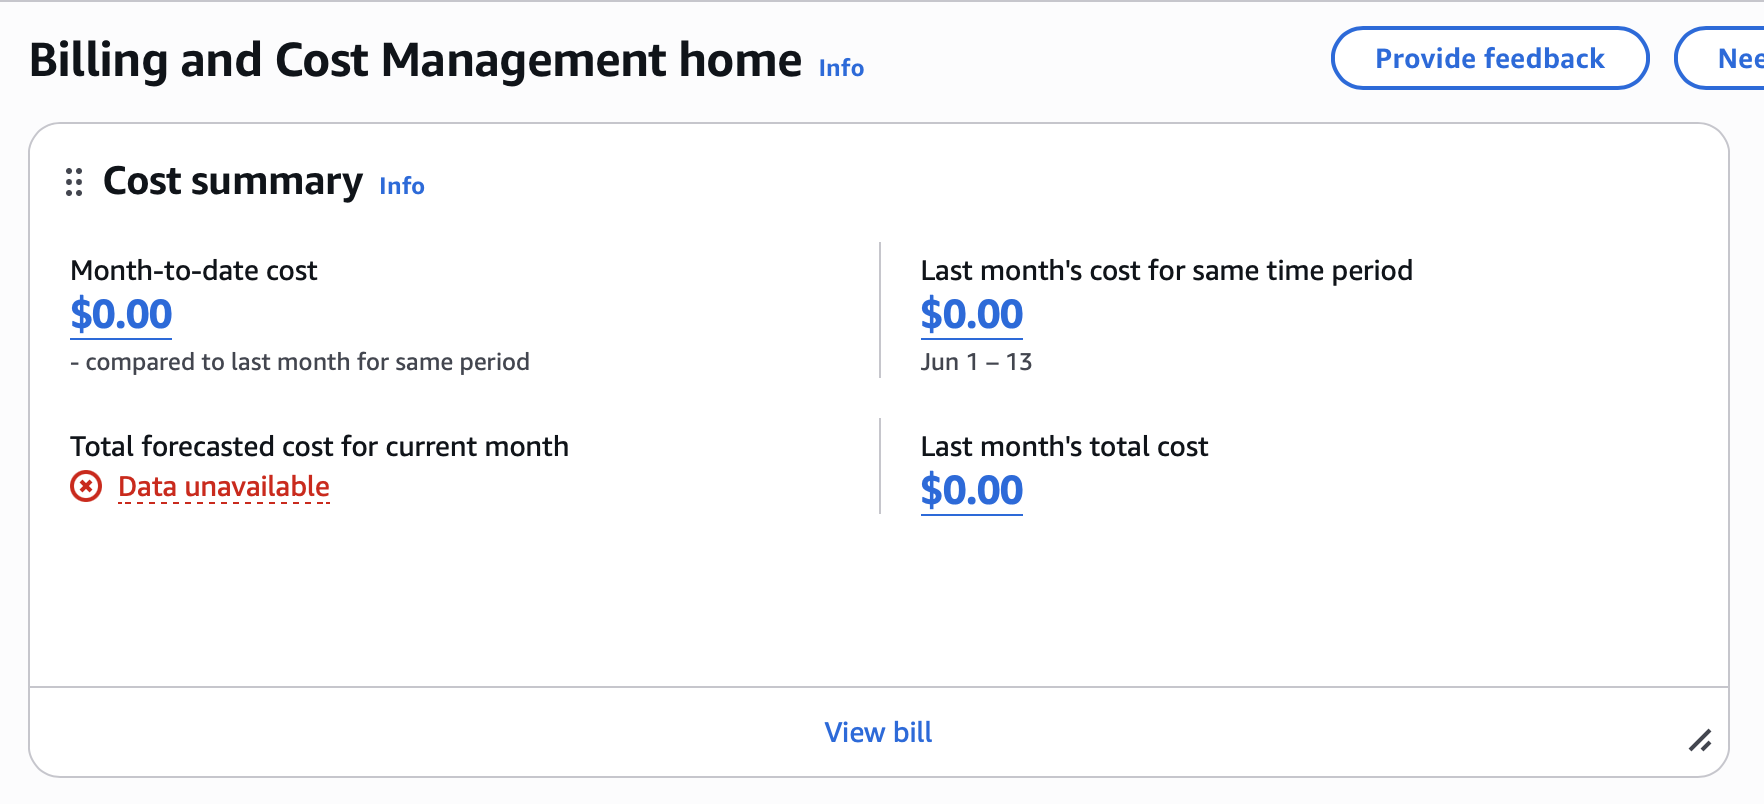 Billing and Cost Management home Info
Provide feedback
Nee
Cost summary Info
Month-to-date cost
$0.00
- compared to last month for same period
Last month's cost for same time period
$0.00
Jun 1 – 13
Total forecasted cost for current month
Data unavailable
Last month's total cost
$0.00
View bill